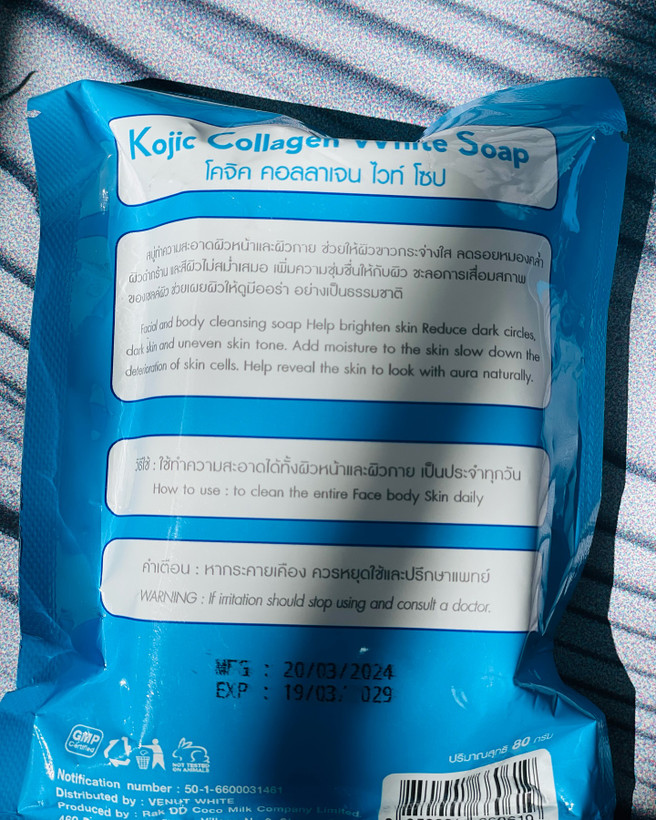 Kojic Collagen White Soap
โคจิค คอลลาเจน ไวท์ โซป
สบู่ทำความสะอาดผิวหน้าและผิวกาย ช่วยให้ผิวขาวกระจ่างใส ลดรอยหมองคล้ำ
ผิวดำกร้าน และสีผิวไม่สม่ำเสมอ เพิ่มความชุ่มชื่นให้กับผิว ชะลอการเสื่อมสภาพ
ของเซลล์ผิว ช่วยเผยผิวให้ดูมีออร่า อย่างเป็นธรรมชาติ
Facial and body cleansing soap Help brighten skin Reduce dark circles,
dark skin and uneven skin tone. Add moisture to the skin slow down the
deterioration of skin cells. Help reveal the skin to look with aura naturally.
วิธีใช้ : ใช้ทำความสะอาดได้ทั้งผิวหน้าและผิวกาย เป็นประจำทุกวัน
How to use : to clean the entire Face body Skin daily
คำเตือน : หากระคายเคือง ควรหยุดใช้และปรึกษาแพทย์
WARNING : If irritation should stop using and consult a doctor.
MFG : 20/03/2024
EXP : 19/03/ 029
GMP
Certified
NOT TESTED
ON ANIMALS
ปริมาณสุทธิ 80 กรัม
Notification number : 50-1-6600031461
Distributed by : VENUT WHITE
Produced by : Rak DD Coco Milk Company Limited